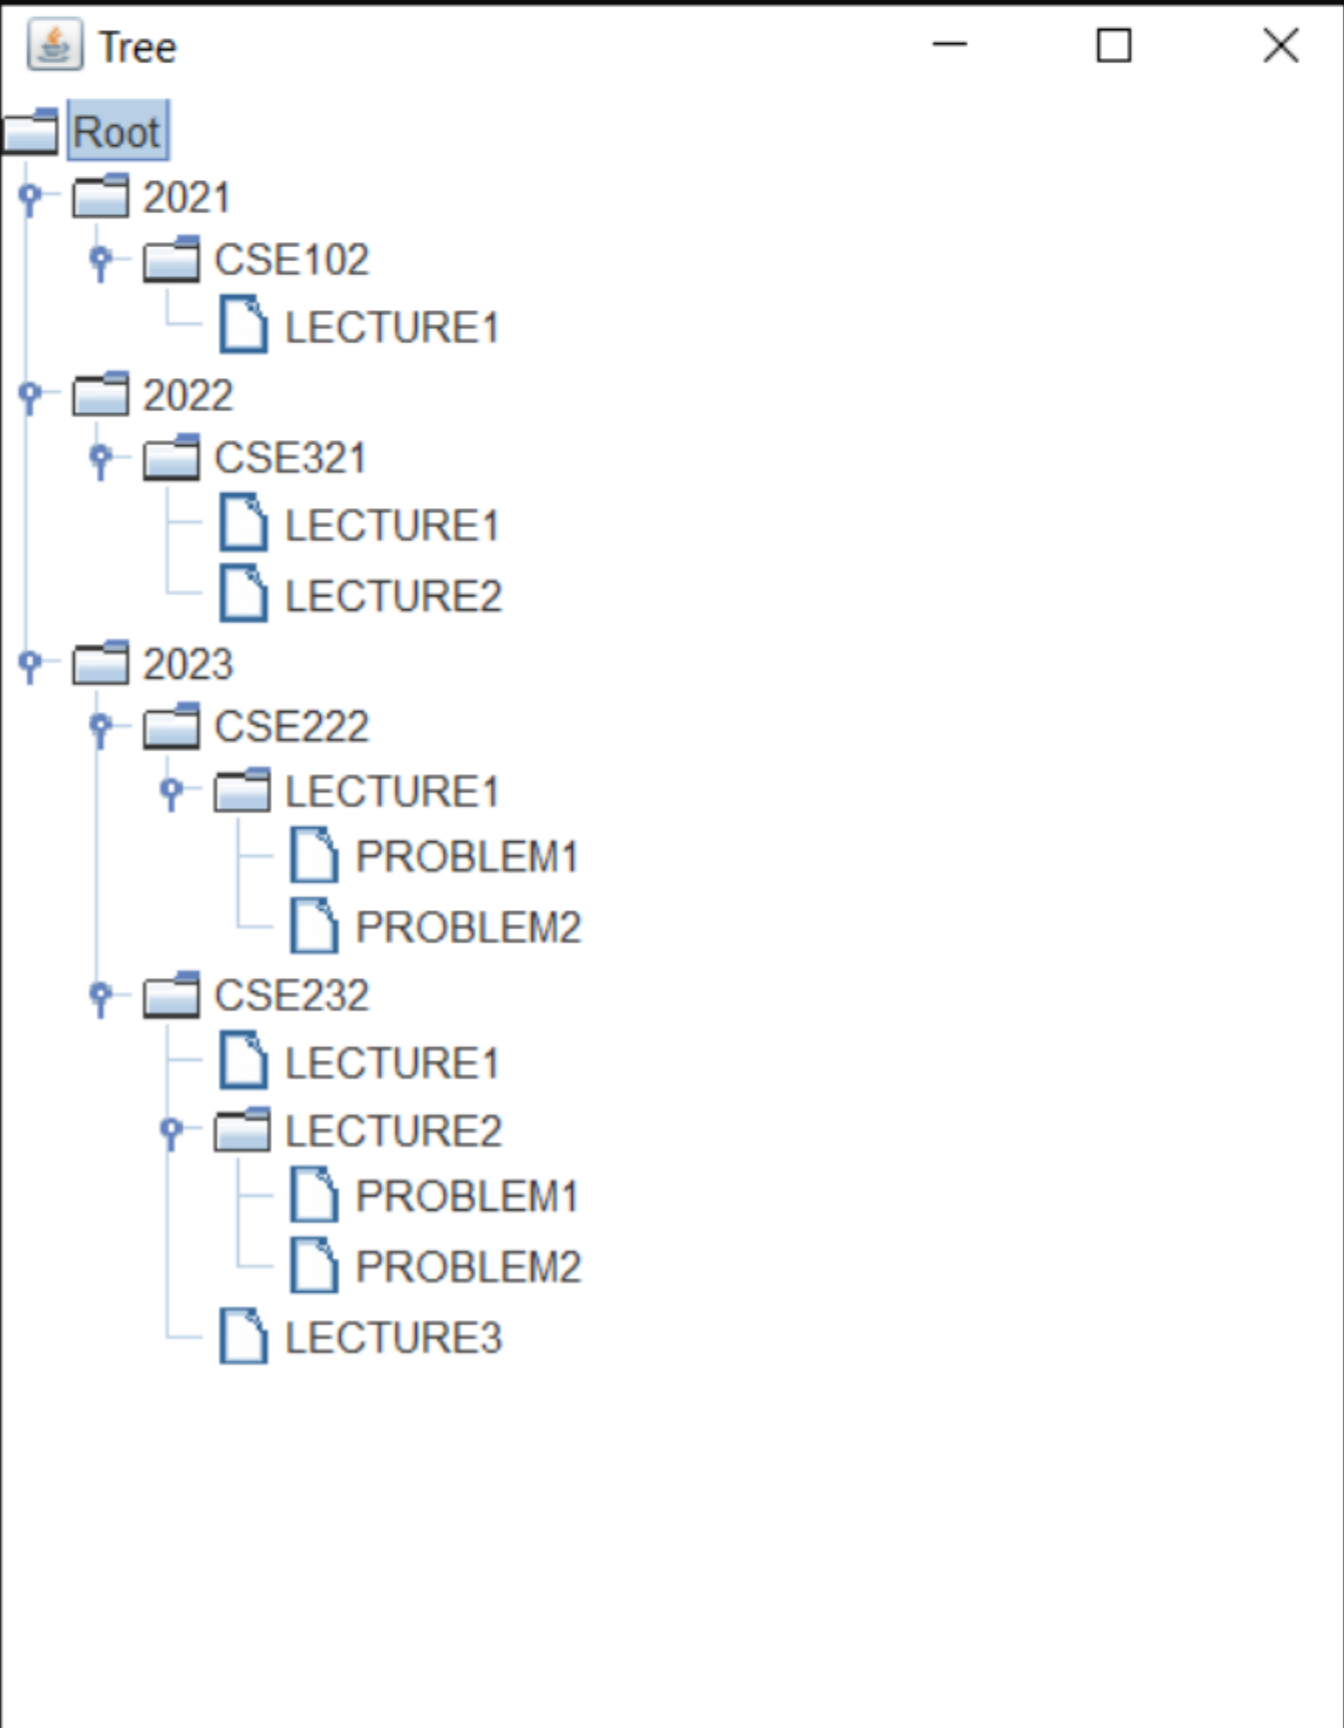 Tree
Root
2021
CSE102
LECTURE1
2022
CSE321
LECTURE1
LECTURE2
2023
CSE222
LECTURE1
PROBLEM1
PROBLEM2
CSE232
LECTURE1
LECTURE2
PROBLEM1
PROBLEM2
LECTURE3